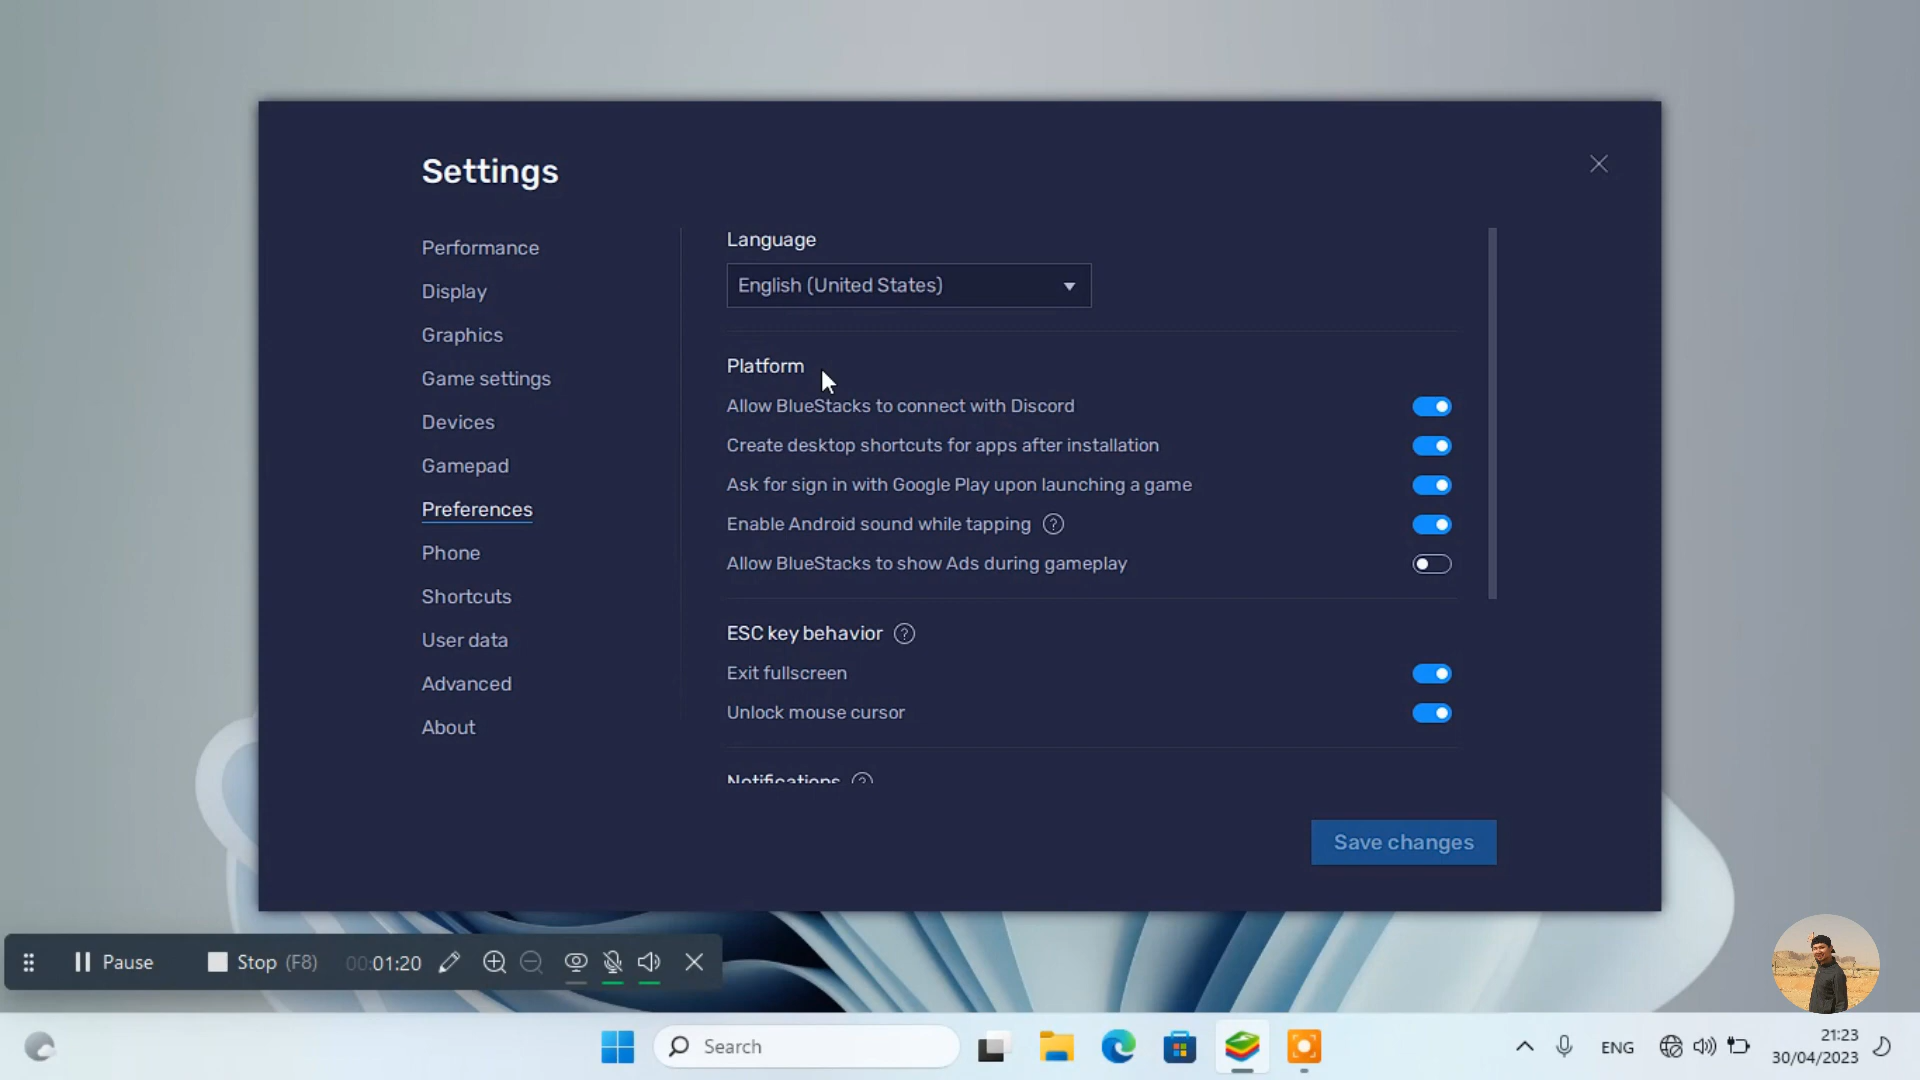 Settings
Performance
Display
Graphics
Game settings
Devices
Gamepad
Preferences
Phone
Shortcuts
User data
Advanced
About
Language
English (United States)
Platform
Allow BlueStacks to connect with Discord
Create desktop shortcuts for apps after installation
Ask for sign in with Google Play upon launching a game
Enable Android sound while tapping ?
Allow BlueStacks to show Ads during gameplay
ESC key behavior ?
Exit fullscreen
Unlock mouse cursor
Notifications ?
Save changes
Pause Stop (F8) 00:01:20
Search
ENG
21:23
30/04/2023